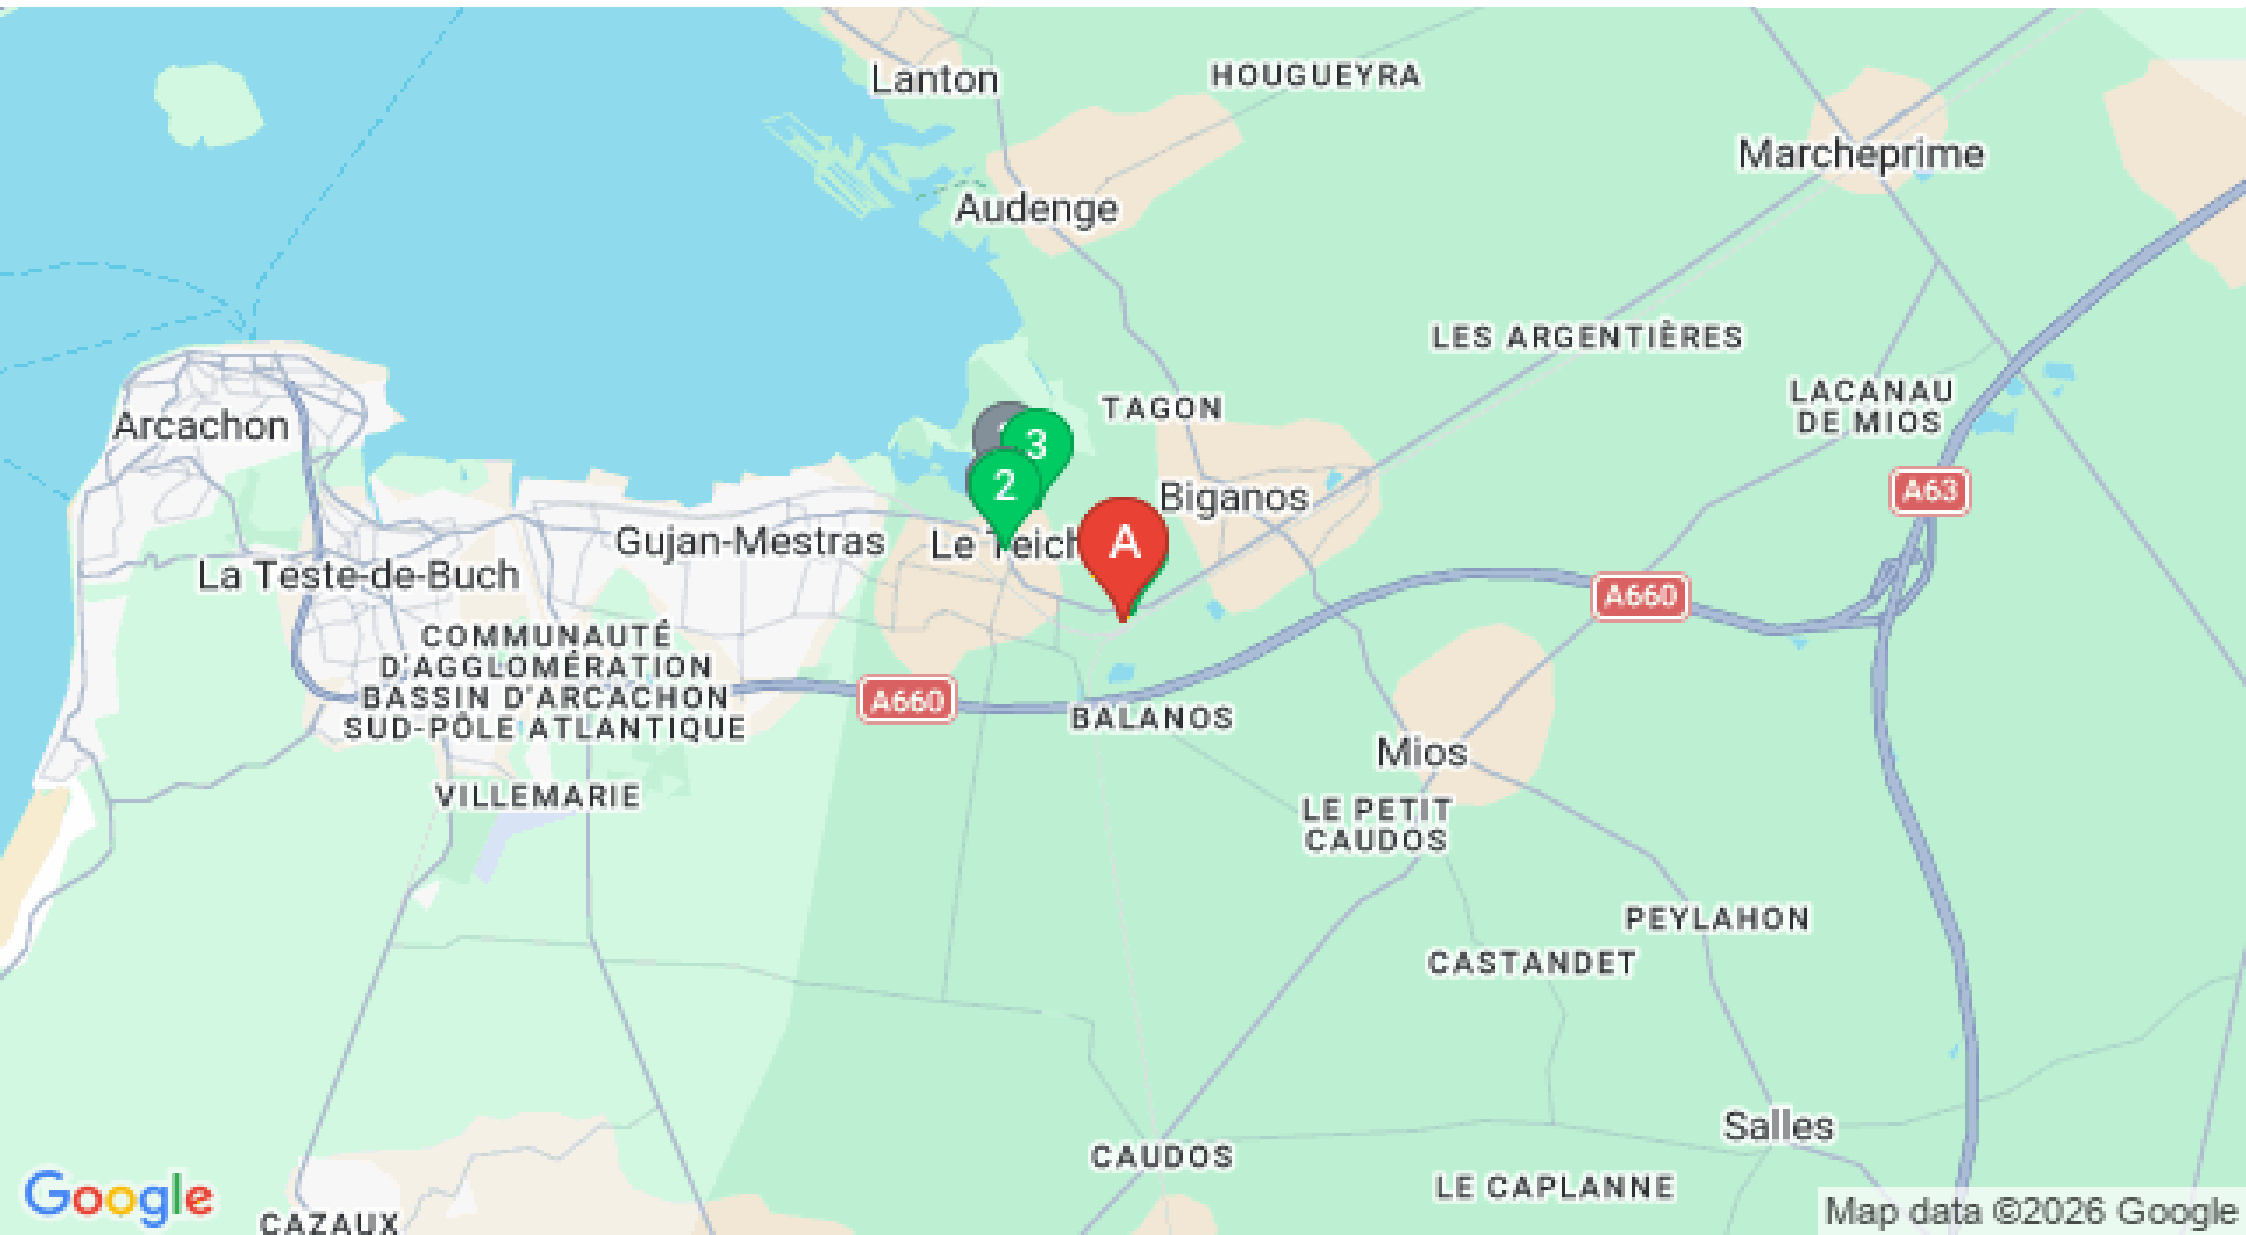 Lanton
HOUGUEYRA
Marcheprime
Audenge
LES ARGENTIÈRES
LACANAU
DE MIOS
TAGON
Arcachon
3
2
A63
Biganos
Gujan-Mestras
Le Teich
A
La Teste-de-Buch
A660
COMMUNAUTÉ
D'AGGLOMÉRATION
BASSIN D'ARCACHON
SUD-PÔLE ATLANTIQUE
A660
BALANOS
Mios
VILLEMARIE
LE PETIT
CAUDOS
PEYLAHON
CASTANDET
Salles
CAUDOS
LE CAPLANNE
Google
CAZAUX
Map data ©2026 Google